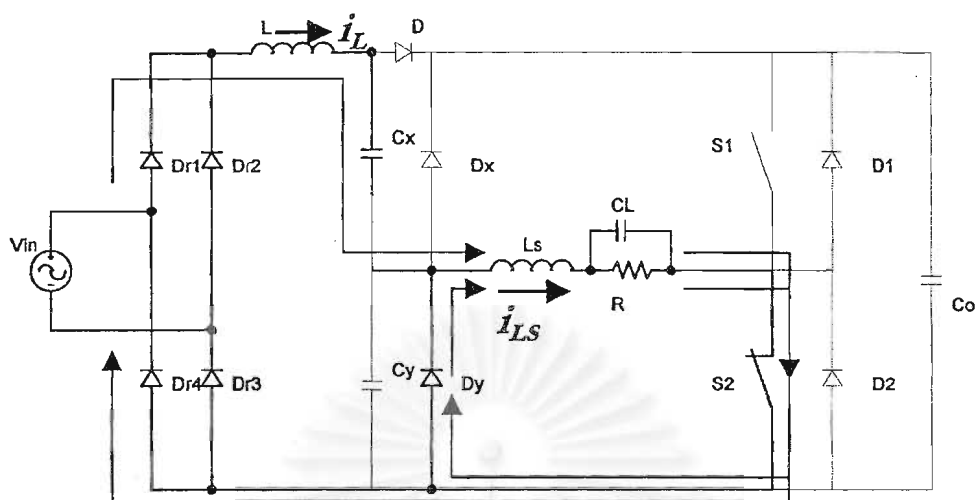 L
i_L
D
Dr1
Dr2
Cx
Dx
S1
D1
Vin
CL
Ls
R
i_LS
Co
Dr4
Dr3
Cy
Dy
S2
D2